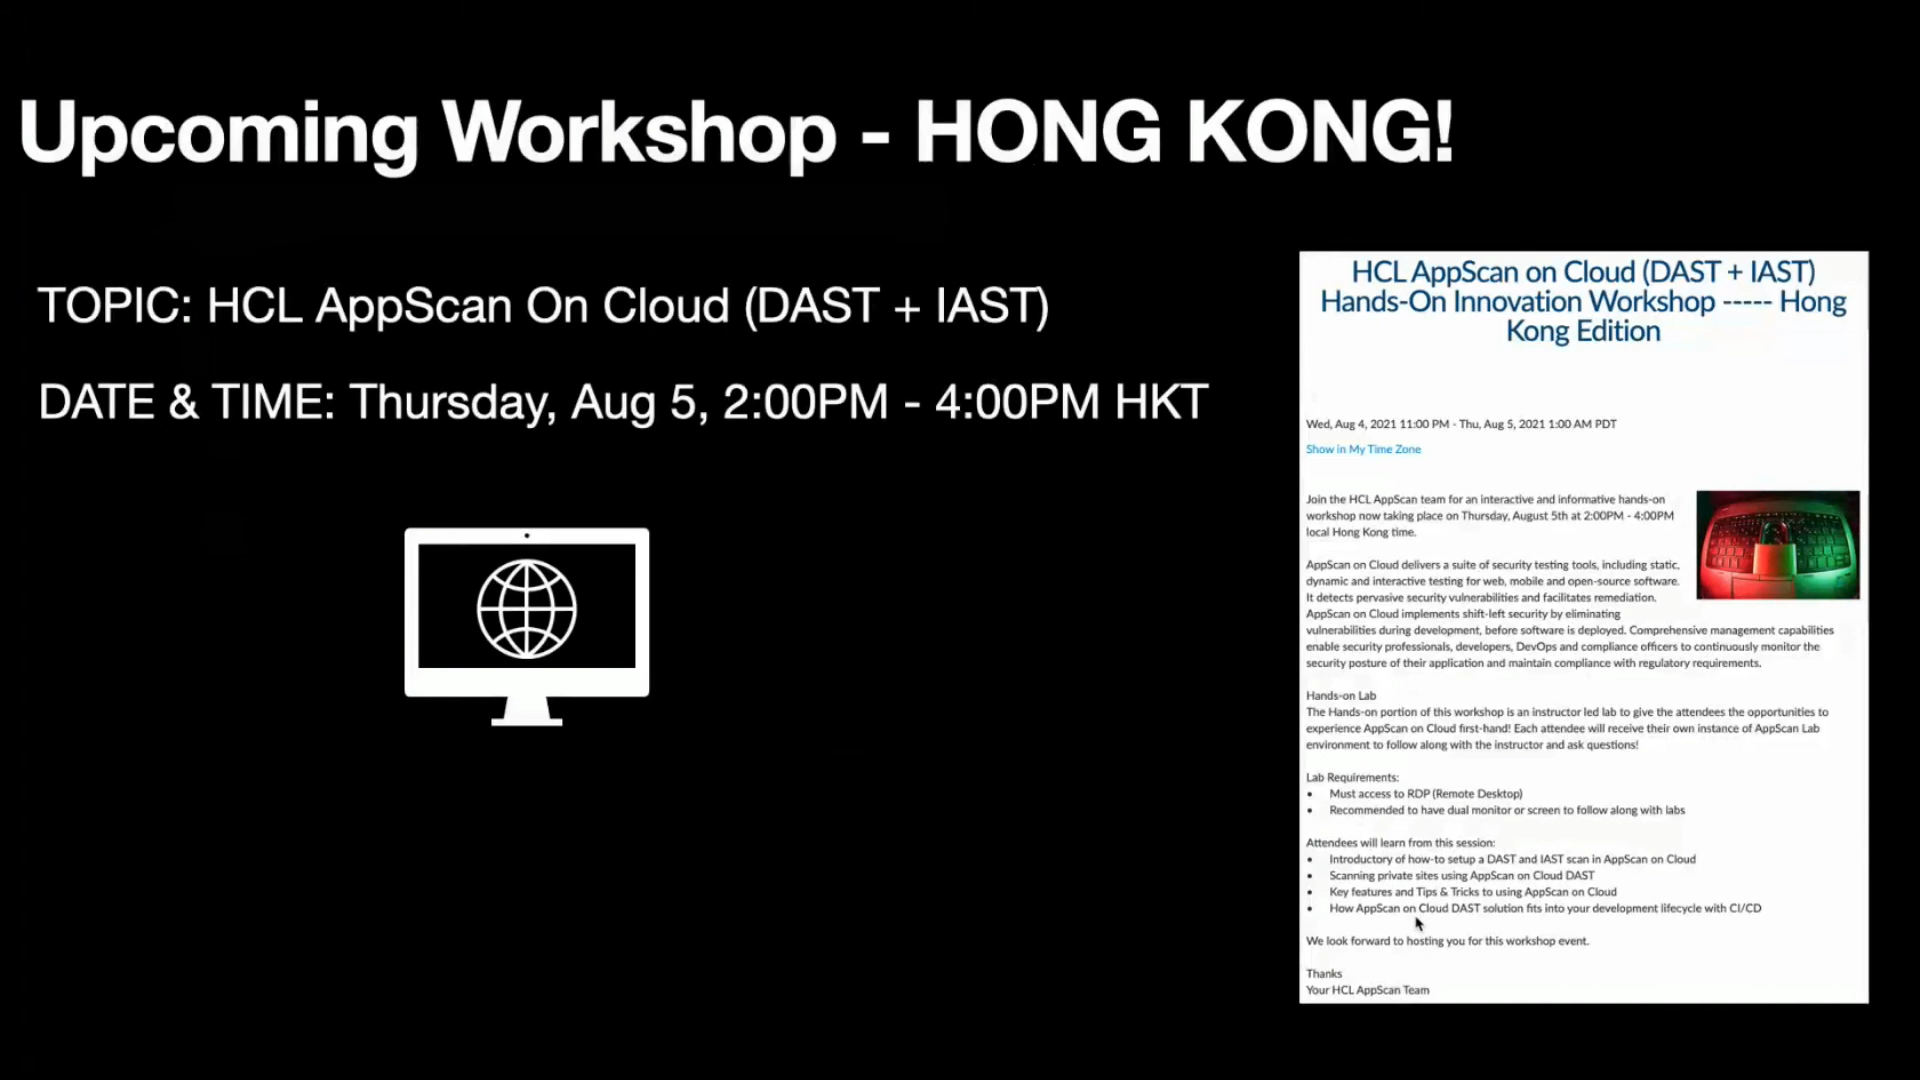 Upcoming Workshop - HONG KONG!
TOPIC: HCL AppScan On Cloud (DAST + IAST)
DATE & TIME: Thursday, Aug 5, 2:00PM - 4:00PM HKT
HCL AppScan on Cloud (DAST + IAST)
Hands-On Innovation Workshop ----- Hong
Kong Edition
Wed, Aug 4, 2021 11:00 PM - Thu, Aug 5, 2021 1:00 AM PDT
Show in My Time Zone
Join the HCL AppScan team for an interactive and informative hands-on
workshop now taking place on Thursday, August 5th at 2:00PM - 4:00PM
local Hong Kong time.
AppScan on Cloud delivers a suite of security testing tools, including static,
dynamic and interactive testing for web, mobile and open-source software.
It detects pervasive security vulnerabilities and facilitates remediation.
AppScan on Cloud implements shift-left security by eliminating
vulnerabilities during development, before software is deployed. Comprehensive management capabilities
enable security professionals, developers, DevOps and compliance officers to continuously monitor the
security posture of their application and maintain compliance with regulatory requirements.
Hands-on Lab
The Hands-on portion of this workshop is an instructor led lab to give the attendees the opportunities to
experience AppScan on Cloud first-hand! Each attendee will receive their own instance of AppScan Lab
environment to follow along with the instructor and ask questions!
Lab Requirements:
• Must access to RDP (Remote Desktop)
• Recommended to have dual monitor or screen to follow along with labs
Attendees will learn from this session:
• Introductory of how-to setup a DAST and IAST scan in AppScan on Cloud
• Scanning private sites using AppScan on Cloud DAST
• Key features and Tips & Tricks to using AppScan on Cloud
• How AppScan on Cloud DAST solution fits into your development lifecycle with CI/CD
We look forward to hosting you for this workshop event.
Thanks
Your HCL AppScan Team